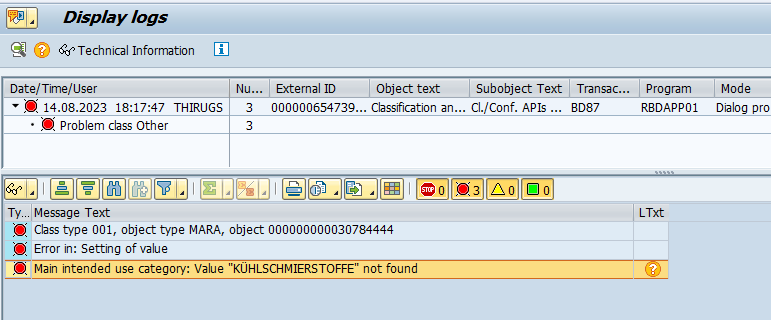 Display logs
Technical Information
Date/Time/User Nu... External ID Object text Subobject Text Transac... Program Mode
14.08.2023 18:17:47 THIRUGS 3 000000654739... Classification an... Cl./Conf. APIs ... BD87 RBDAPP01 Dialog pro
Problem class Other 3
STOP 0 3 0 0
Ty... Message Text LTxt
Class type 001, object type MARA, object 000000000030784444
Error in: Setting of value
Main intended use category: Value "KÜHLSCHMIERSTOFFE" not found